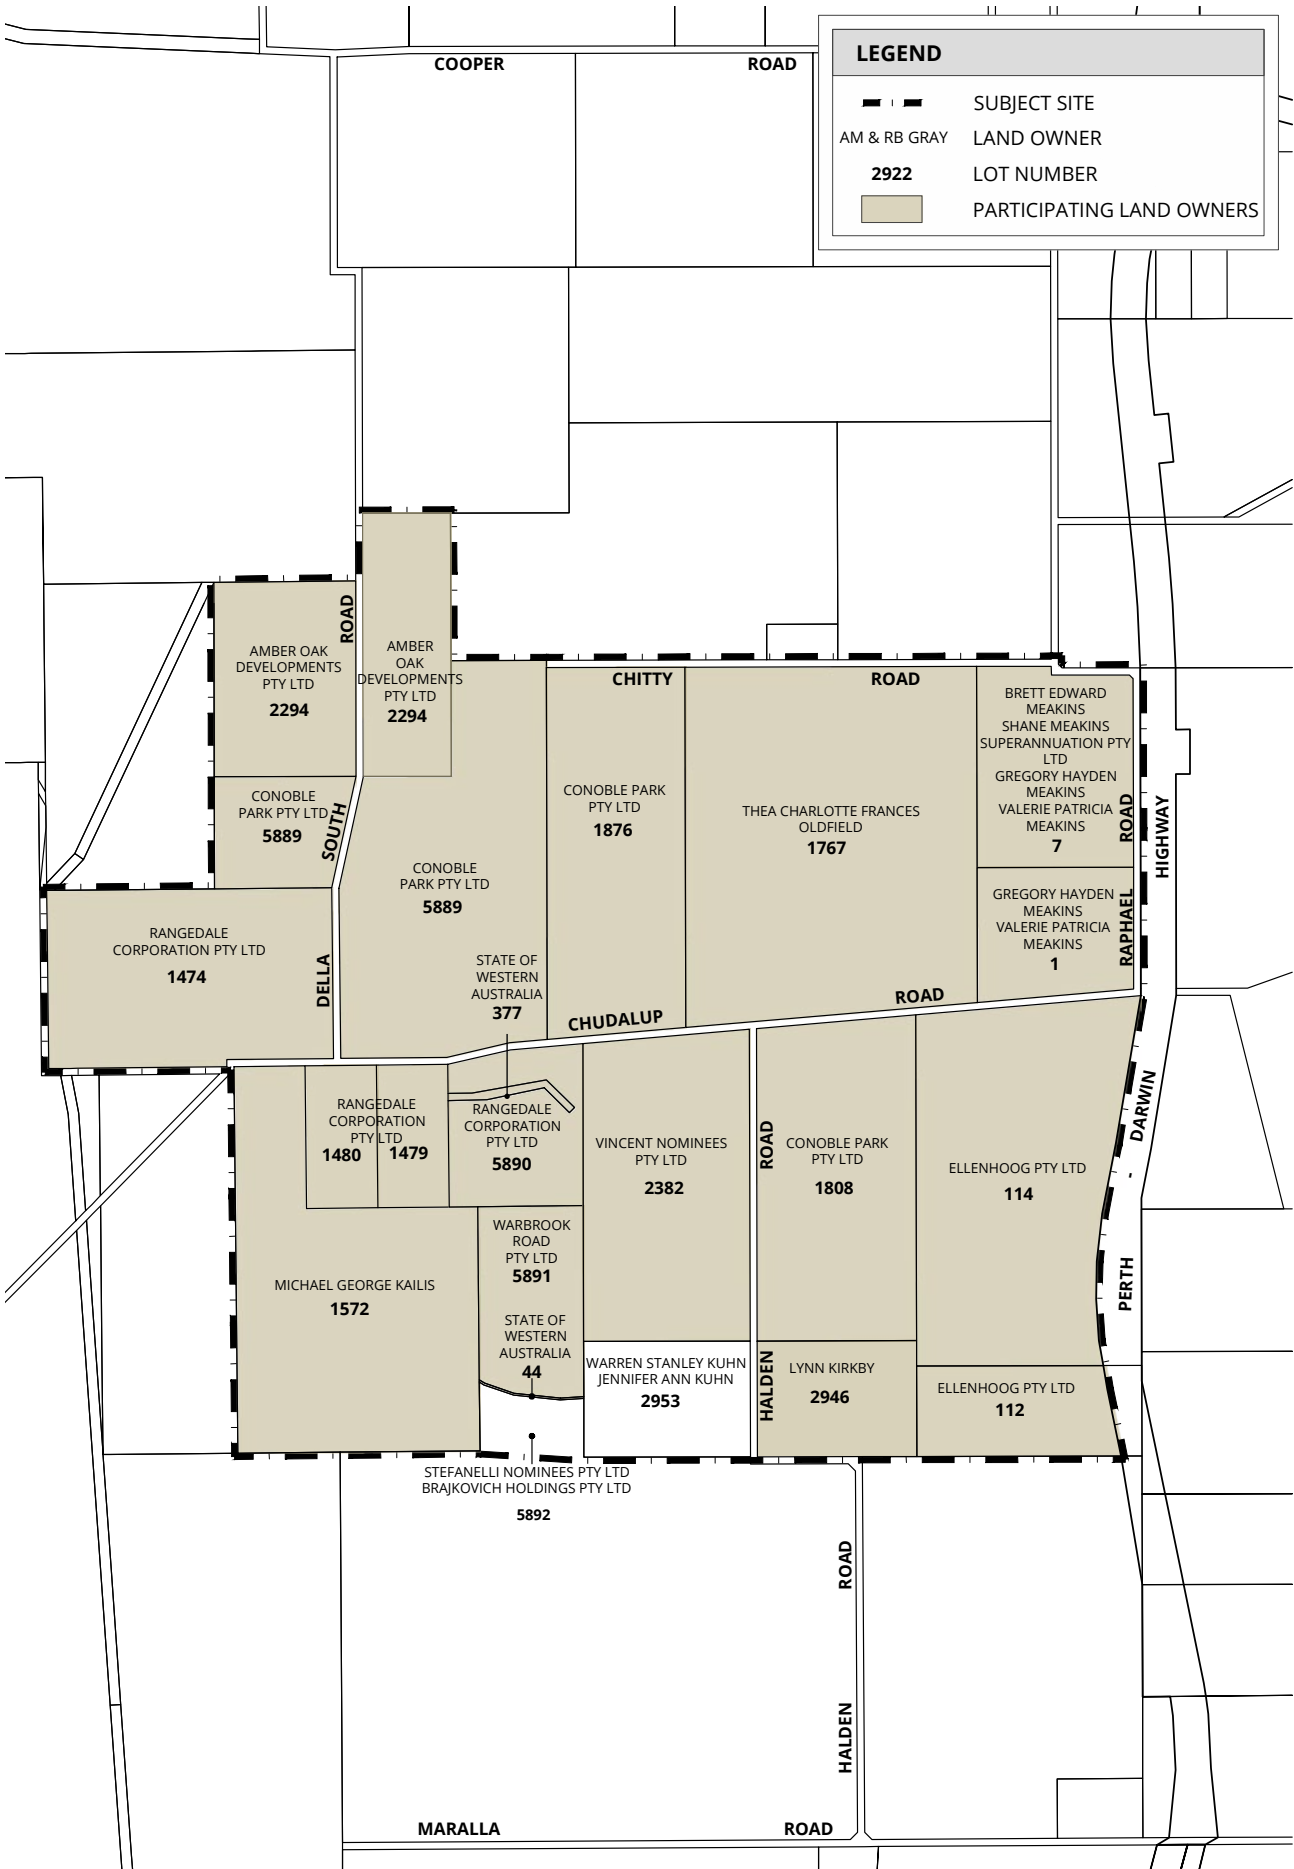 COOPER ROAD
LEGEND
SUBJECT SITE
AM & RB GRAY LAND OWNER
2922 LOT NUMBER
PARTICIPATING LAND OWNERS
AMBER OAK
DEVELOPMENTS
PTY LTD
2294
ROAD
AMBER
OAK
DEVELOPMENTS
PTY LTD
2294
CHITTY ROAD
BRETT EDWARD
MEAKINS
SHANE MEAKINS
SUPERANNUATION PTY
LTD
GREGORY HAYDEN
MEAKINS
VALERIE PATRICIA
MEAKINS
7
CONOBLE
PARK PTY LTD
5889
SOUTH
CONOBLE PARK
PTY LTD
1876
THEA CHARLOTTE FRANCES
OLDFIELD
1767
ROAD
HIGHWAY
CONOBLE
PARK PTY LTD
5889
GREGORY HAYDEN
MEAKINS
VALERIE PATRICIA
MEAKINS
1
RAPHAEL
RANGEDALE
CORPORATION PTY LTD
1474
DELLA
STATE OF
WESTERN
AUSTRALIA
377
CHUDALUP ROAD
RANGEDALE
CORPORATION
PTY LTD
1480 1479
RANGEDALE
CORPORATION
PTY LTD
5890
VINCENT NOMINEES
PTY LTD
2382
ROAD
CONOBLE PARK
PTY LTD
1808
ELLENHOOG PTY LTD
114
DARWIN
-
PERTH
WARBROOK
ROAD
PTY LTD
5891
MICHAEL GEORGE KAILIS
1572
STATE OF
WESTERN
AUSTRALIA
44
WARREN STANLEY KUHN
JENNIFER ANN KUHN
2953
HALDEN
LYNN KIRKBY
2946
ELLENHOOG PTY LTD
112
STEFANELLI NOMINEES PTY LTD
BRAJKOVICH HOLDINGS PTY LTD
5892
ROAD
HALDEN
MARALLA ROAD